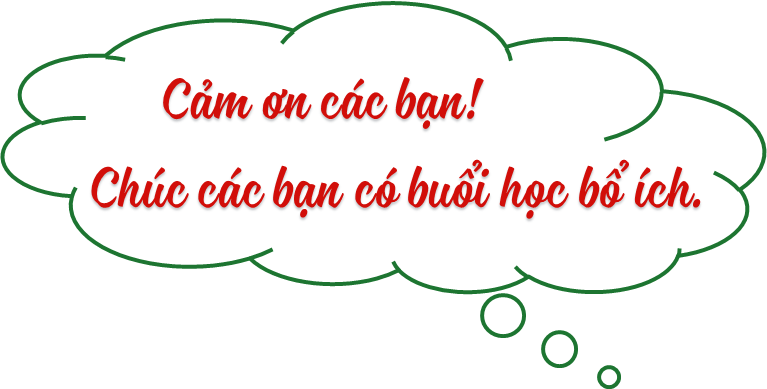 Cảm ơn các bạn!
Chúc các bạn có buổi học bổ ích.